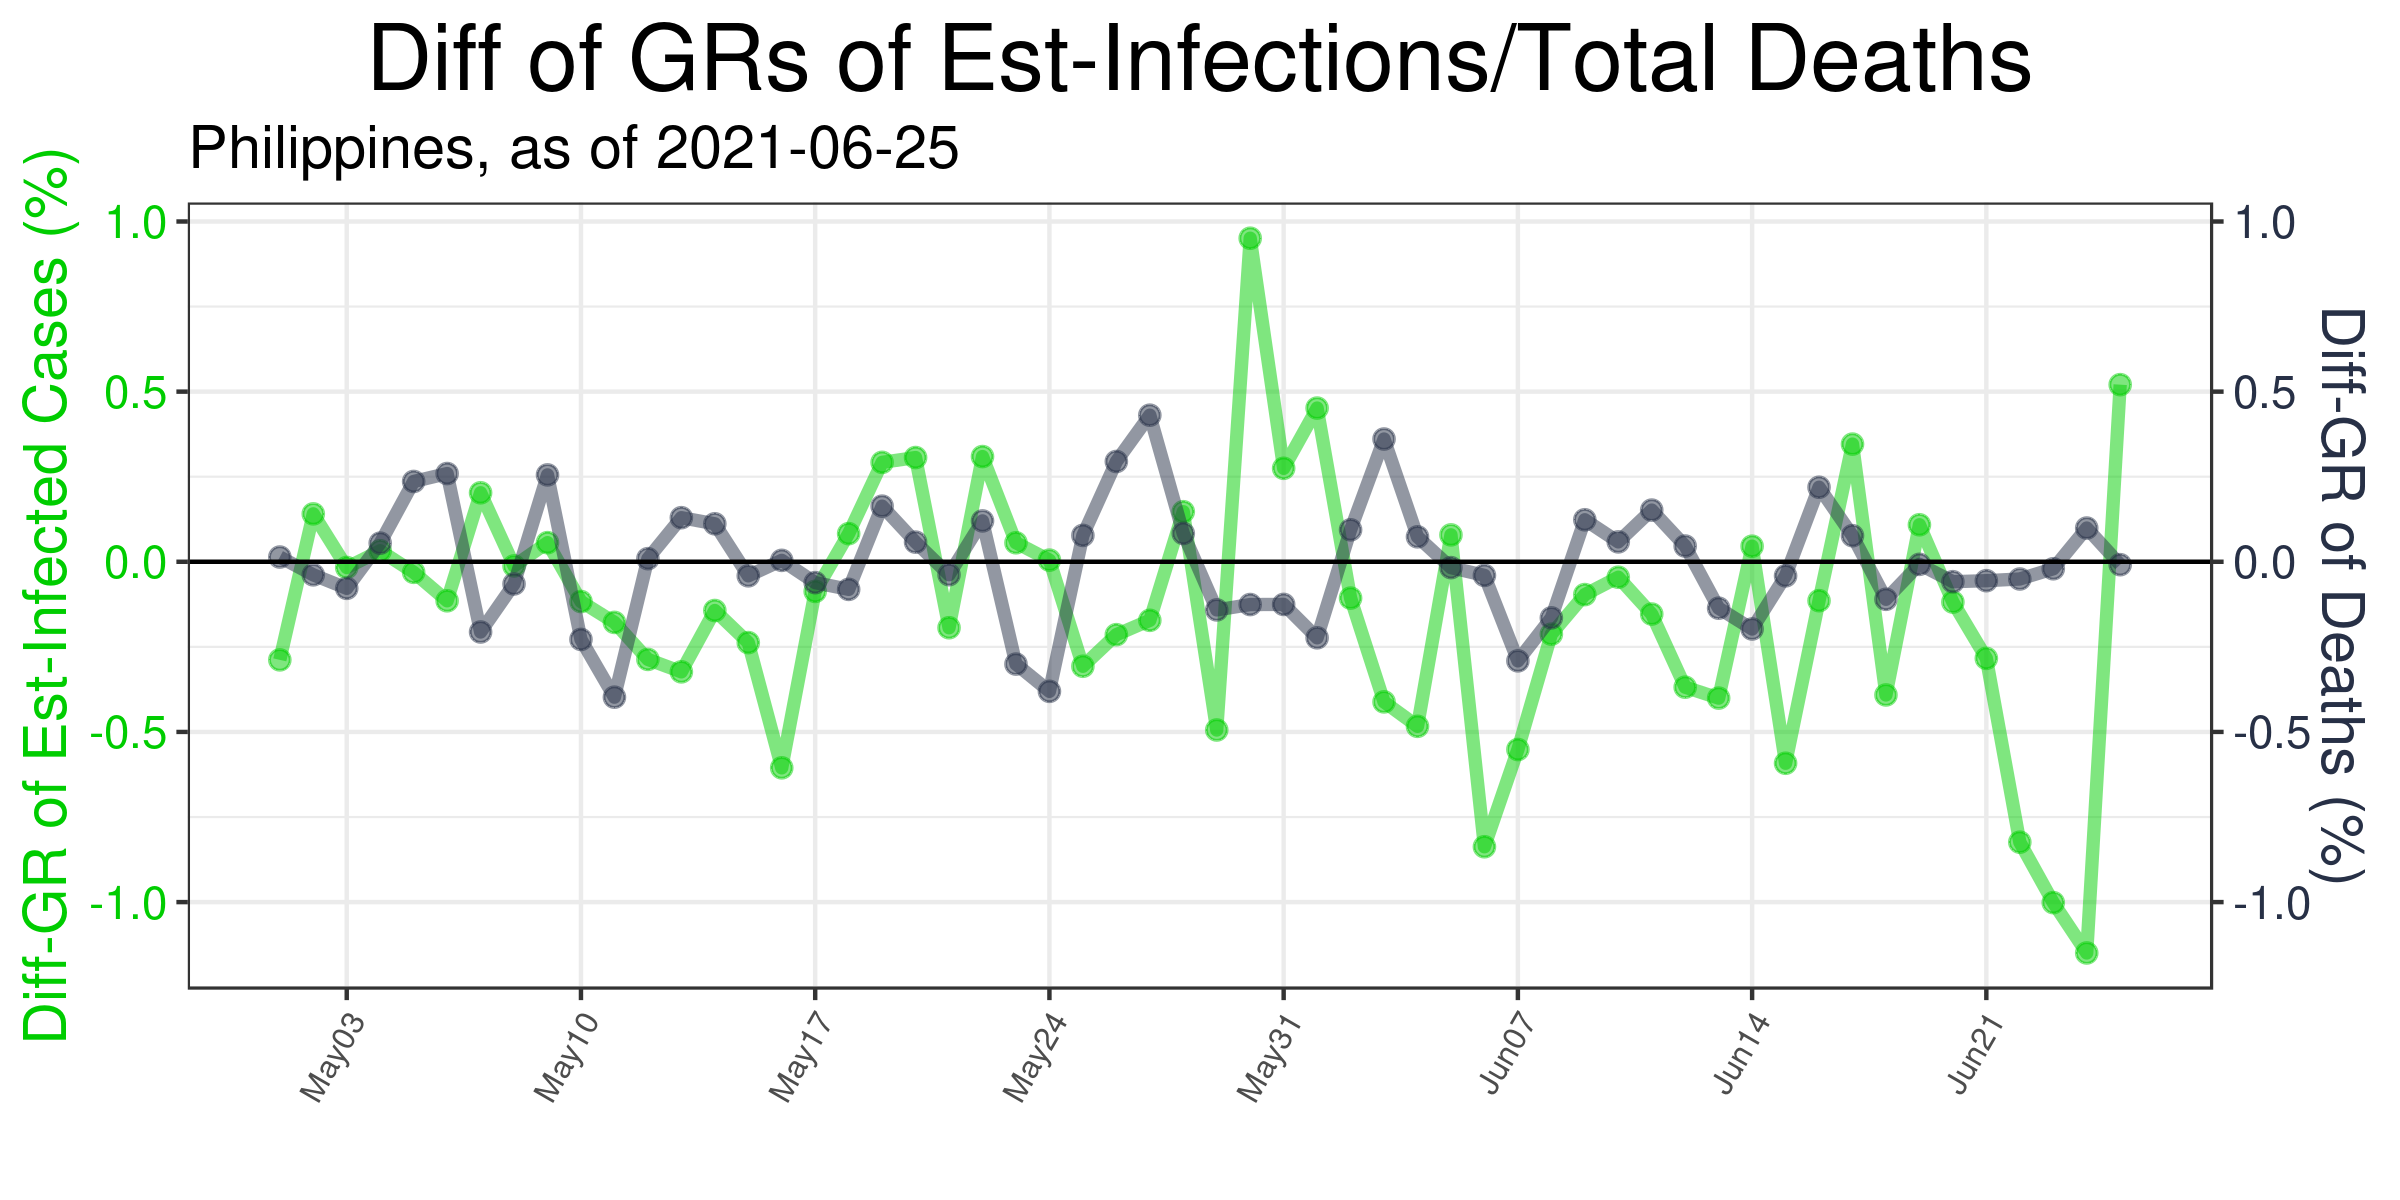 Diff of GRs of Est-Infections/Total Deaths
Philippines, as of 2021-06-25
Diff-GR of Est-Infected Cases (%)
1.0
0.5
0.0
-0.5
-1.0
1.0
0.5
0.0
-0.5
-1.0
Diff-GR of Deaths (%)
May03
May10
May17
May24
May31
Jun07
Jun14
Jun21